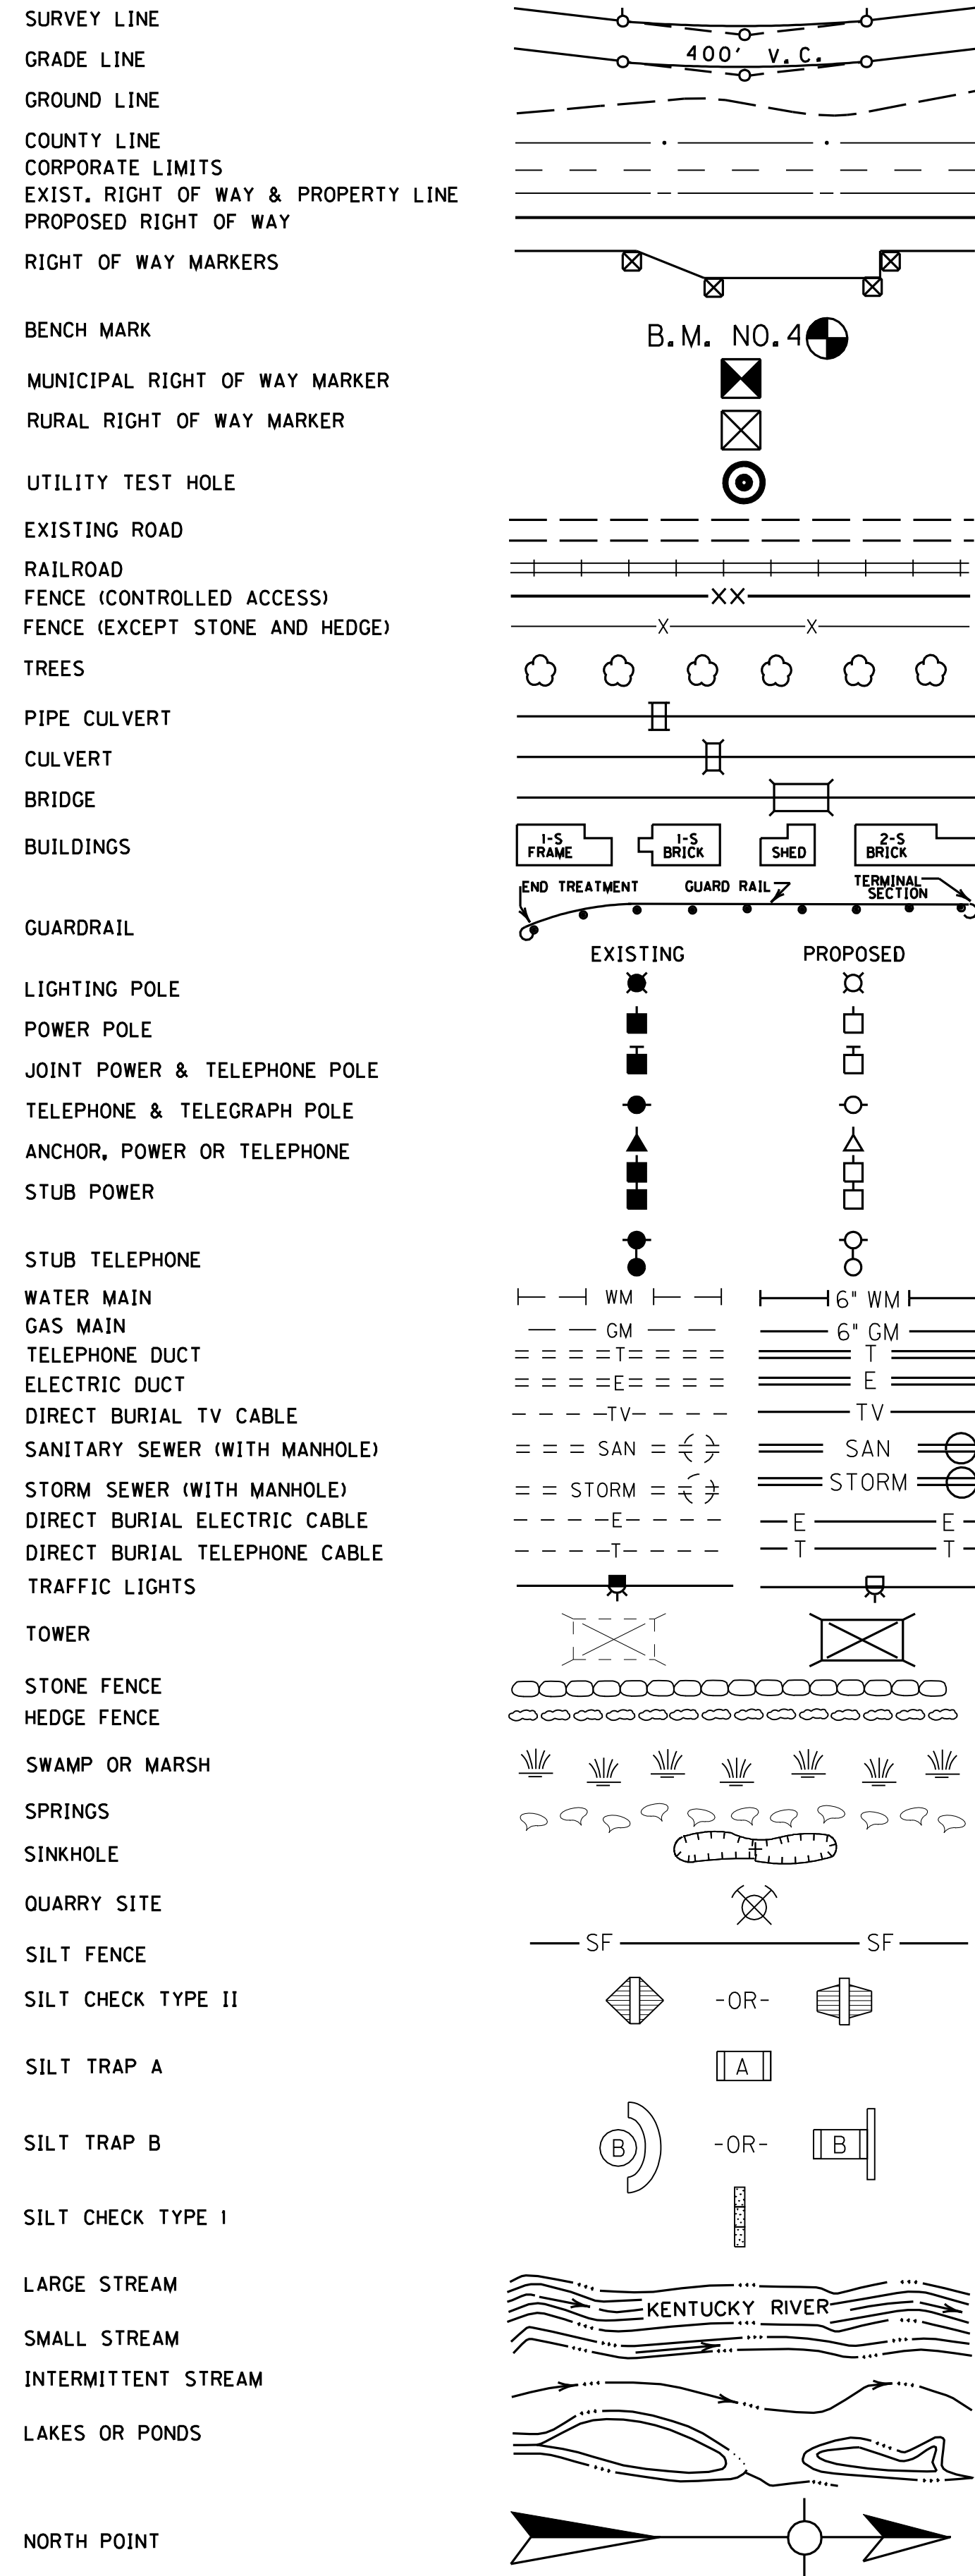 SURVEY LINE
GRADE LINE 400' V.C.
GROUND LINE
COUNTY LINE
CORPORATE LIMITS
EXIST. RIGHT OF WAY & PROPERTY LINE
PROPOSED RIGHT OF WAY
RIGHT OF WAY MARKERS
BENCH MARK B.M. NO. 4
MUNICIPAL RIGHT OF WAY MARKER
RURAL RIGHT OF WAY MARKER
UTILITY TEST HOLE
EXISTING ROAD
RAILROAD
FENCE (CONTROLLED ACCESS) XX
FENCE (EXCEPT STONE AND HEDGE) X X
TREES
PIPE CULVERT
CULVERT
BRIDGE
BUILDINGS
1-S FRAME
1-S BRICK
SHED
2-S BRICK
END TREATMENT GUARD RAIL TERMINAL SECTION
GUARDRAIL
EXISTING PROPOSED
LIGHTING POLE
POWER POLE
JOINT POWER & TELEPHONE POLE
TELEPHONE & TELEGRAPH POLE
ANCHOR, POWER OR TELEPHONE
STUB POWER
STUB TELEPHONE
WATER MAIN WM 6" WM
GAS MAIN GM 6" GM
TELEPHONE DUCT T T
ELECTRIC DUCT E E
DIRECT BURIAL TV CABLE TV TV
SANITARY SEWER (WITH MANHOLE) SAN SAN
STORM SEWER (WITH MANHOLE) STORM STORM
DIRECT BURIAL ELECTRIC CABLE E E E
DIRECT BURIAL TELEPHONE CABLE T T T
TRAFFIC LIGHTS
TOWER
STONE FENCE
HEDGE FENCE
SWAMP OR MARSH
SPRINGS
SINKHOLE
QUARRY SITE
SILT FENCE SF SF
SILT CHECK TYPE II -OR-
SILT TRAP A A
SILT TRAP B B -OR- B
SILT CHECK TYPE 1
LARGE STREAM KENTUCKY RIVER
SMALL STREAM
INTERMITTENT STREAM
LAKES OR PONDS
NORTH POINT